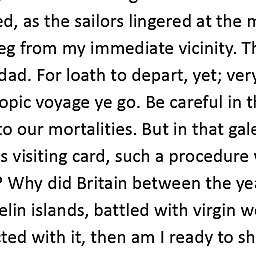 ed, as the sailors lingered at the m
eg from my immediate vicinity. Th
dad. For loath to depart, yet; very
opic voyage ye go. Be careful in th
to our mortalities. But in that gale
s visiting card, such a procedure
? Why did Britain between the yea
elin islands, battled with virgin w
ted with it, then am I ready to sh